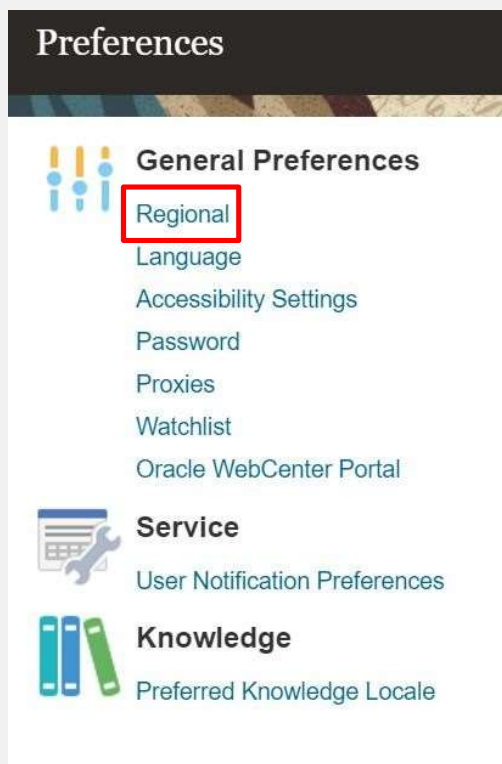 Preferences
General Preferences
Regional
Language
Accessibility Settings
Password
Proxies
Watchlist
Oracle WebCenter Portal
Service
User Notification Preferences
Knowledge
Preferred Knowledge Locale